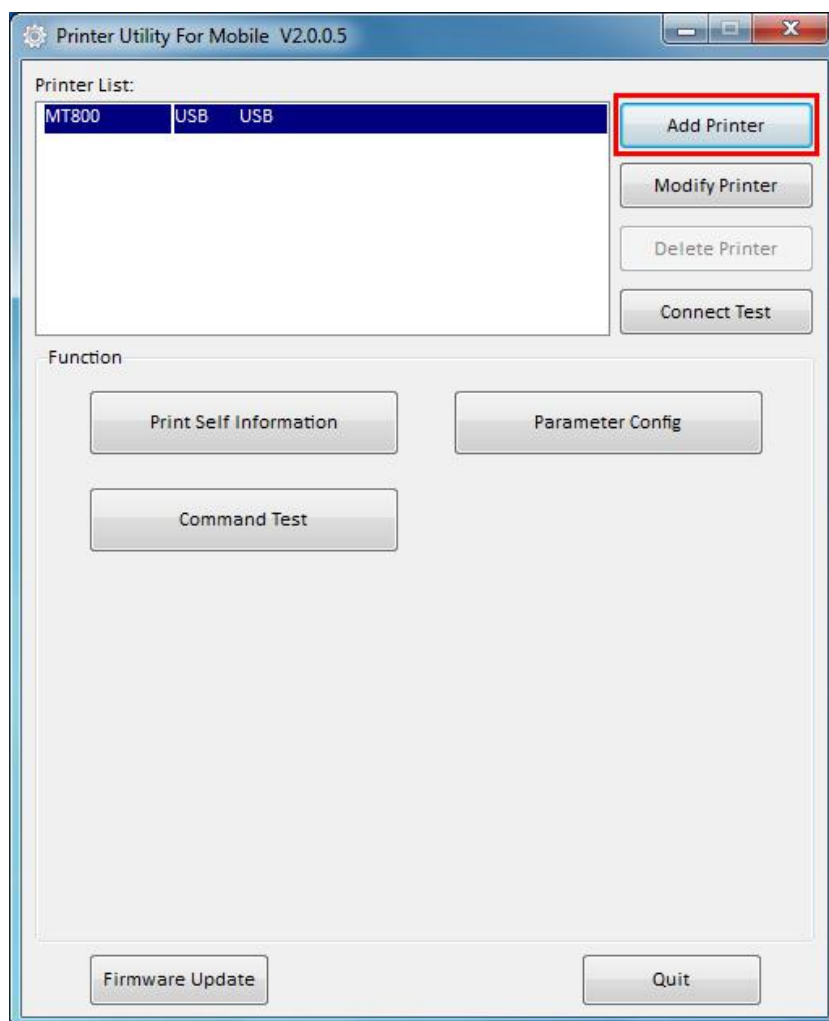 Printer Utility For Mobile V2.0.0.5
Printer List:
MT800 USB USB
Add Printer
Modify Printer
Delete Printer
Connect Test
Function
Print Self Information
Parameter Config
Command Test
Firmware Update
Quit